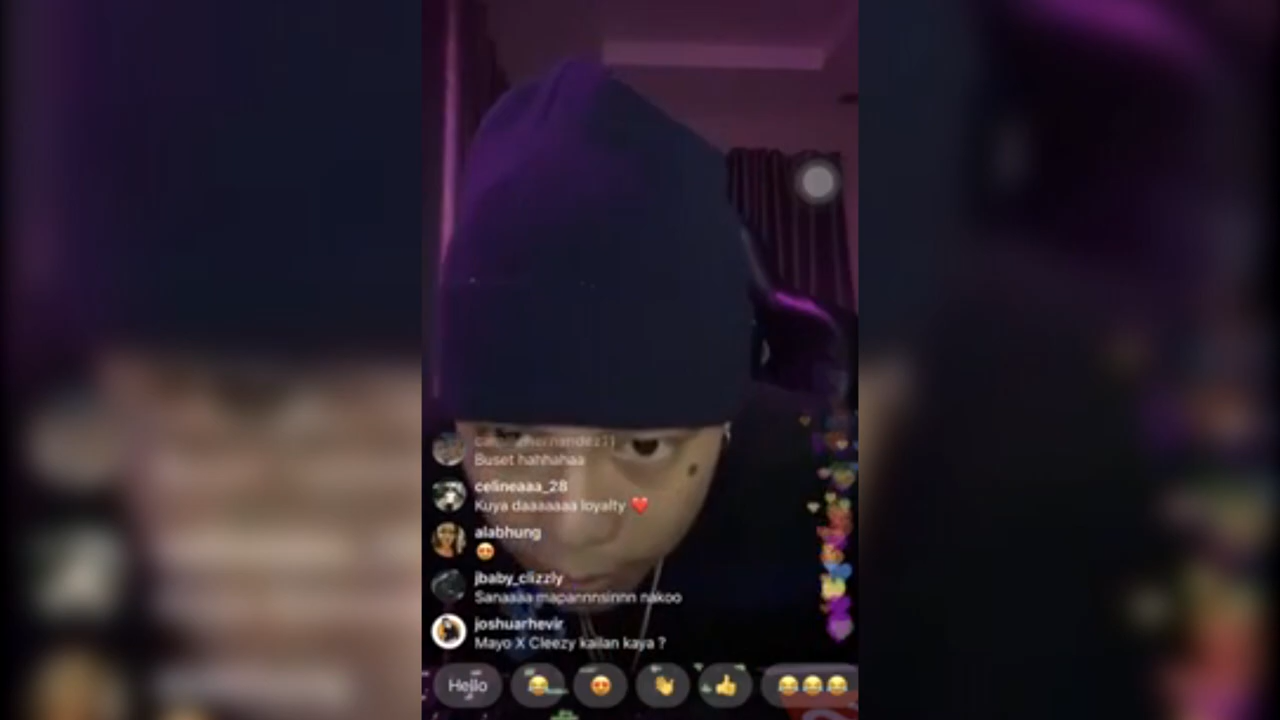 Buset hahhahaa
celineaaa_28
Kuya daaaaaaa loyalty ❤️
alabhung
😍
jbaby_clizzly
Sanaaaa mapannnsinnn nakoo
joshuarhevir
Mayo X Cleezy kailan kaya ?
Hello 😂 😍 👋 👍 😂😂😂